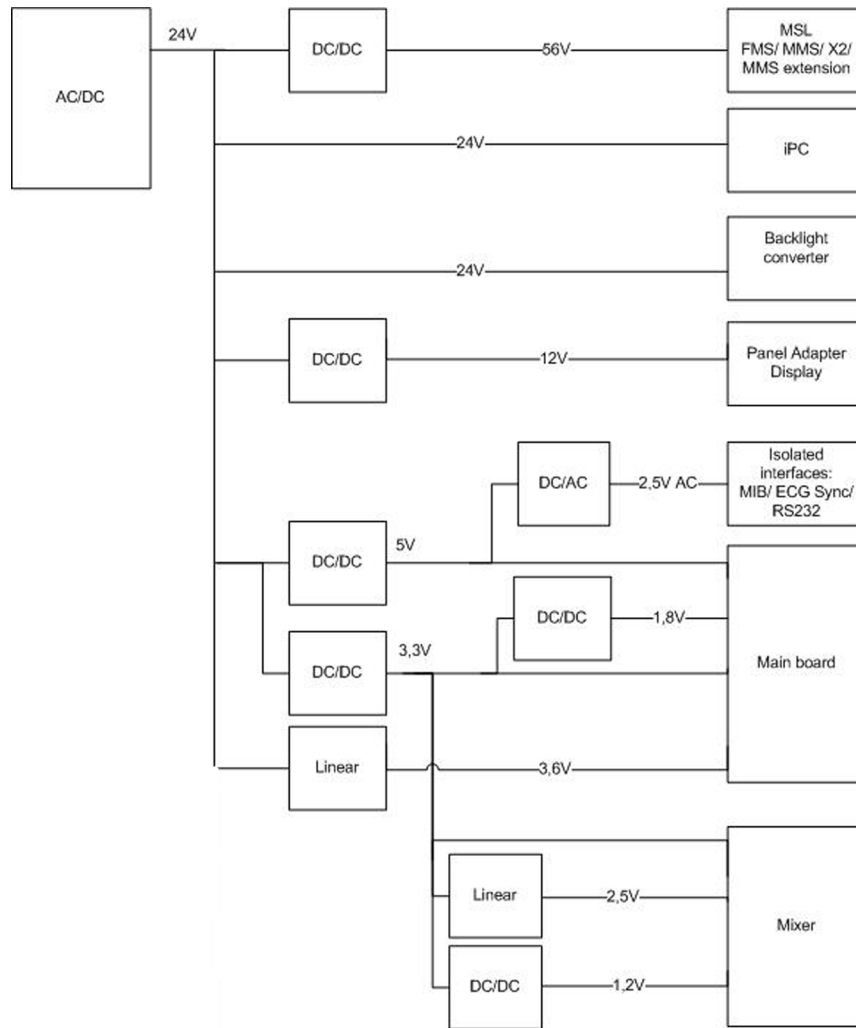 24V
AC/DC
DC/DC
56V
MSL
FMS/ MMS/ X2/
MMS extension
24V
iPC
24V
Backlight
converter
DC/DC
12V
Panel Adapter
Display
DC/AC
2,5V AC
Isolated
interfaces:
MIB/ ECG Sync/
RS232
5V
DC/DC
DC/DC
1,8V
3,3V
DC/DC
Main board
Linear
3,6V
Linear
2,5V
Mixer
DC/DC
1,2V